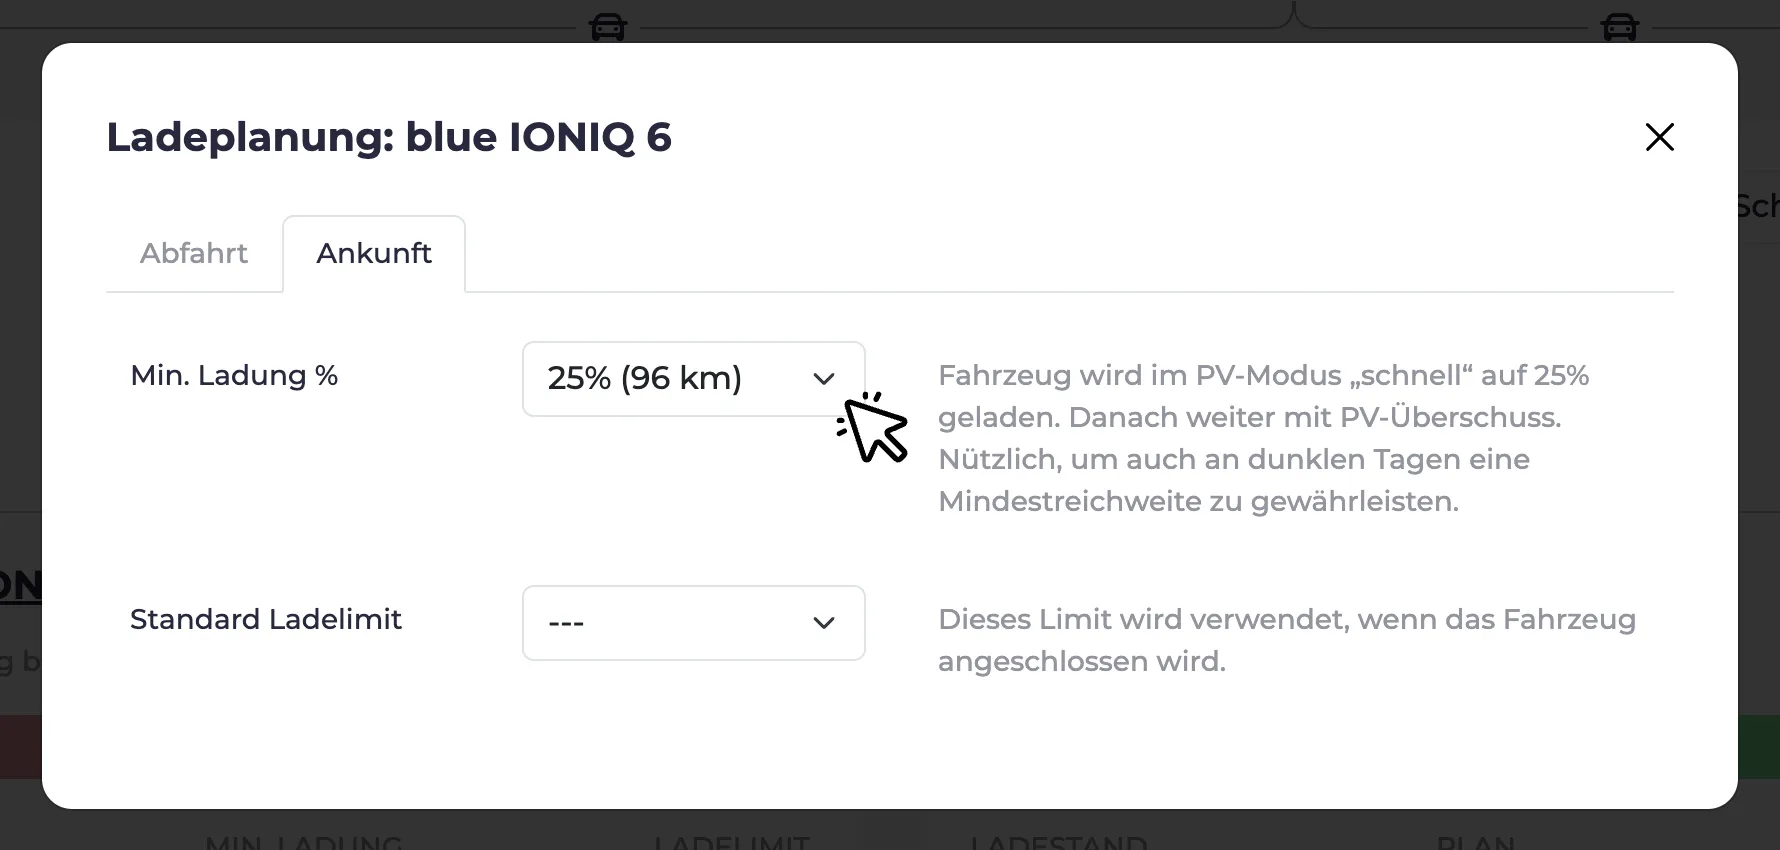 Ladeplanung: blue IONIQ 6
Abfahrt
Ankunft
Min. Ladung %
25% (96 km)
Fahrzeug wird im PV-Modus „schnell“ auf 25%
geladen. Danach weiter mit PV-Überschuss.
Nützlich, um auch an dunklen Tagen eine
Mindestreichweite zu gewährleisten.
Standard Ladelimit
---
Dieses Limit wird verwendet, wenn das Fahrzeug
angeschlossen wird.
MIN. LADUNG
LADELIMIT
LADESTAND
PLAN